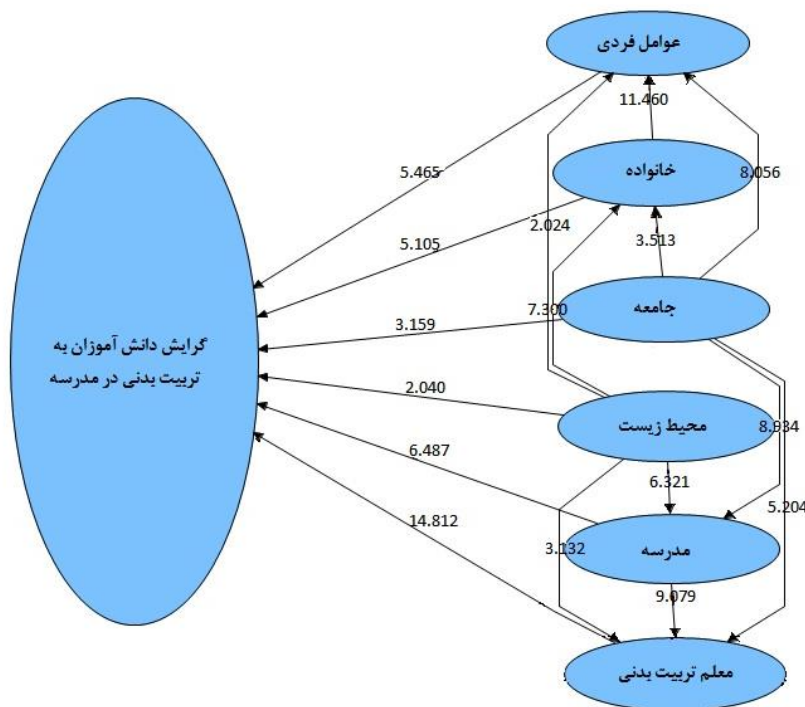 عوامل فردی
11.460
خانواده
8.056
5.465
2.024
5.105
3.513
7.300
جامعه
3.159
گرایش دانش آموزان به
تربیت بدنی در مدرسه
2.040
محیط زیست
8.934
6.487
6.321
5.204
14.812
3.132
مدرسه
9.079
معلم تربیت بدنی